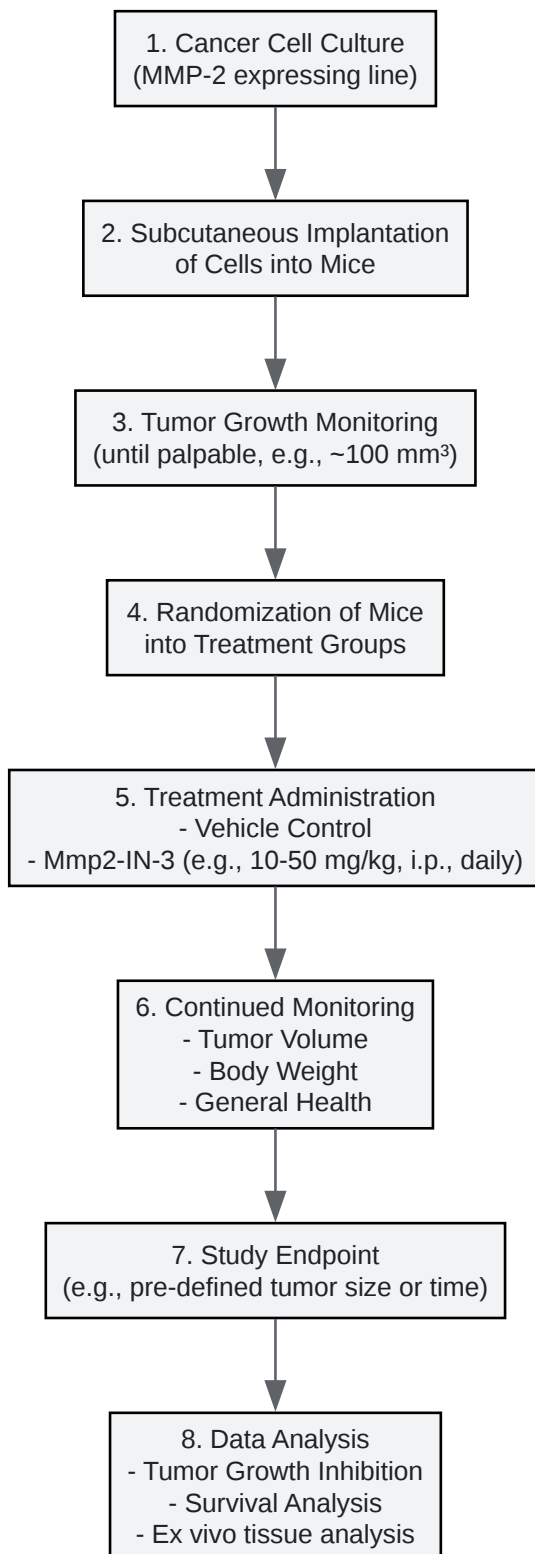 1. Cancer Cell Culture
(MMP-2 expressing line)
2. Subcutaneous Implantation
of Cells into Mice
3. Tumor Growth Monitoring
(until palpable, e.g., ~100 mm³)
4. Randomization of Mice
into Treatment Groups
5. Treatment Administration
- Vehicle Control
- Mmp2-IN-3 (e.g., 10-50 mg/kg, i.p., daily)
6. Continued Monitoring
- Tumor Volume
- Body Weight
- General Health
7. Study Endpoint
(e.g., pre-defined tumor size or time)
8. Data Analysis
- Tumor Growth Inhibition
- Survival Analysis
- Ex vivo tissue analysis